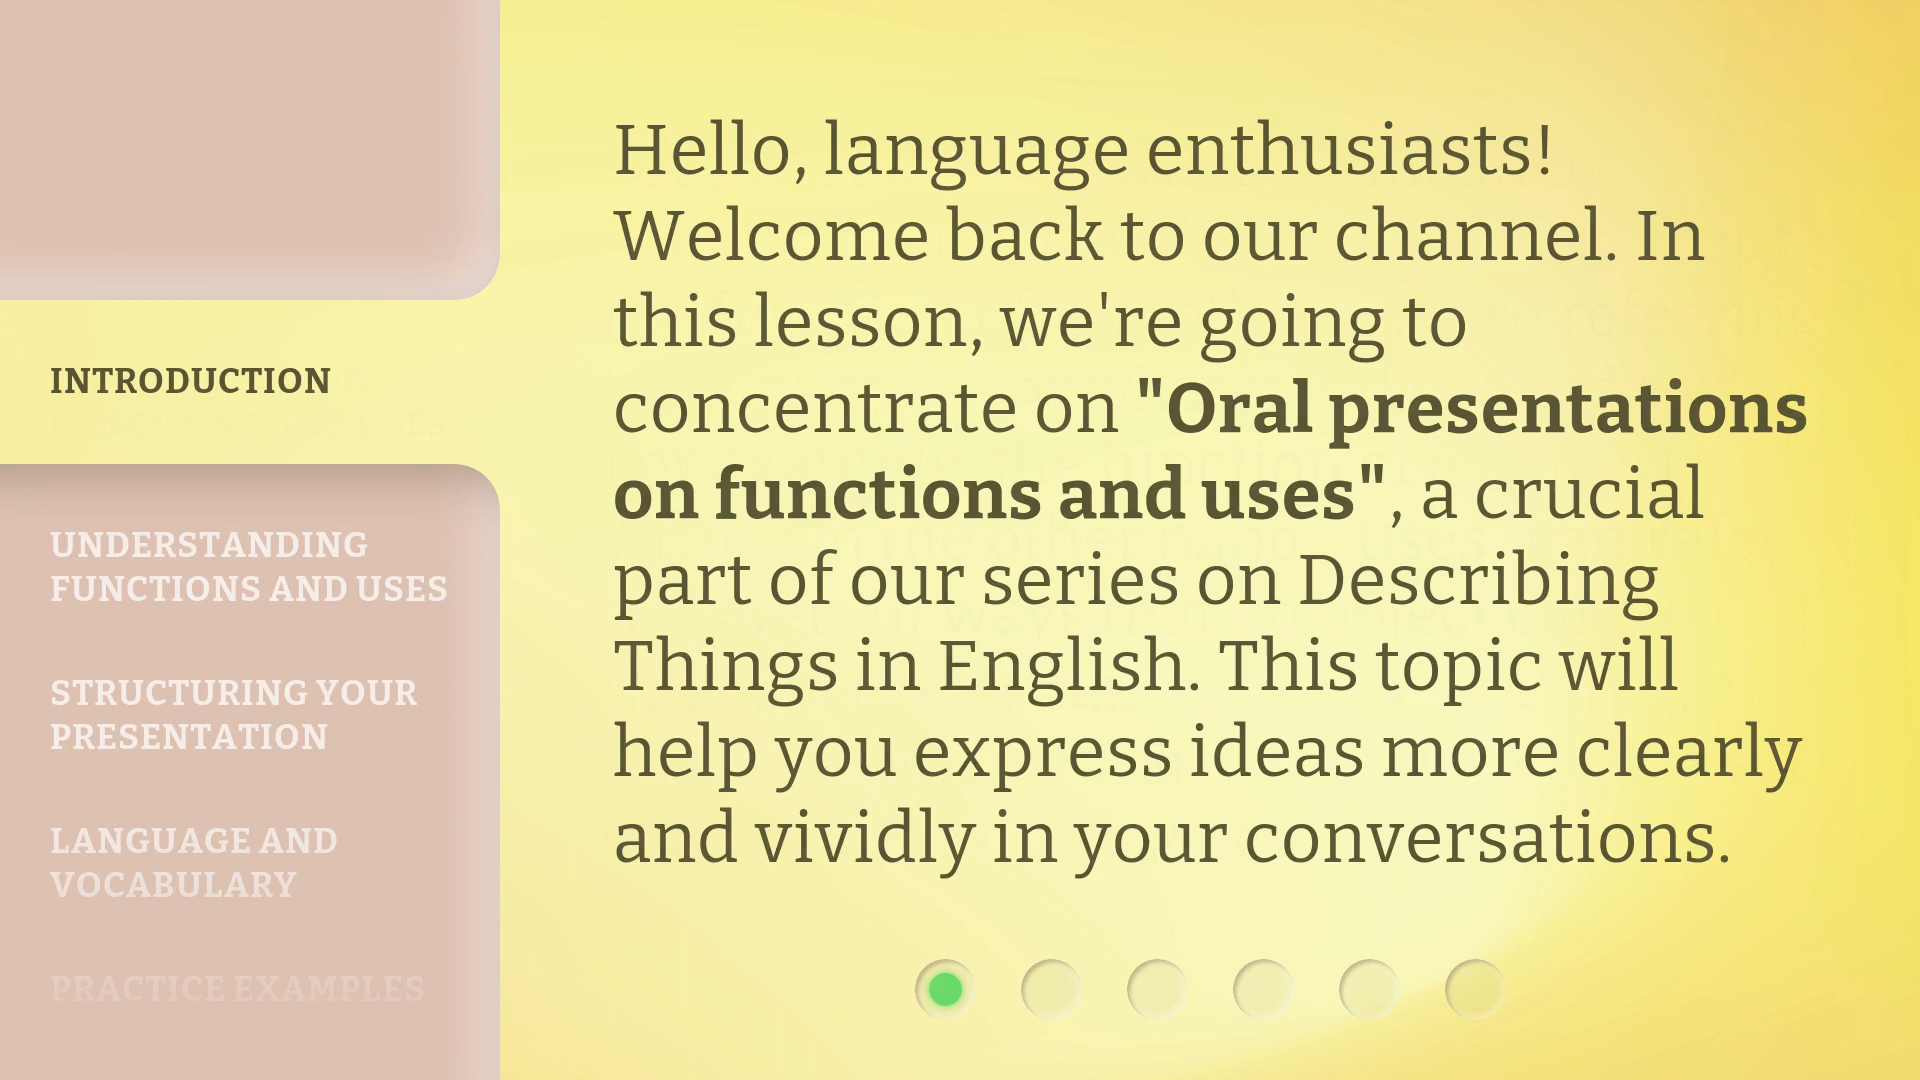 INTRODUCTION
UNDERSTANDING
FUNCTIONS AND USES
STRUCTURING YOUR
PRESENTATION
LANGUAGE AND
VOCABULARY
PRACTICE EXAMPLES
Hello, language enthusiasts!
Welcome back to our channel. In
this lesson, we're going to
concentrate on "Oral presentations
on functions and uses", a crucial
part of our series on Describing
Things in English. This topic will
help you express ideas more clearly
and vividly in your conversations.